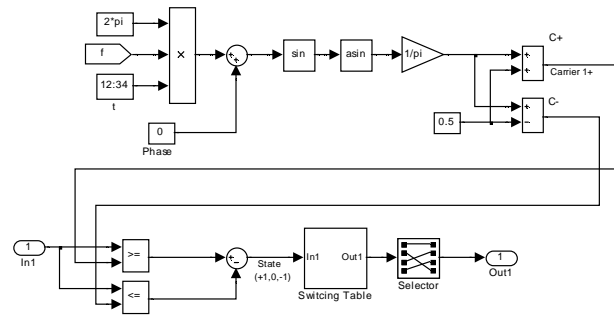 2*pi
f
12:34
t
×
0
Phase
sin
asin
1/pi
0.5
C+
Carrier 1+
C-
1
In1
>=
<=
State
(+1,0,-1)
In1
Out1
Switcing Table
Selector
1
Out1